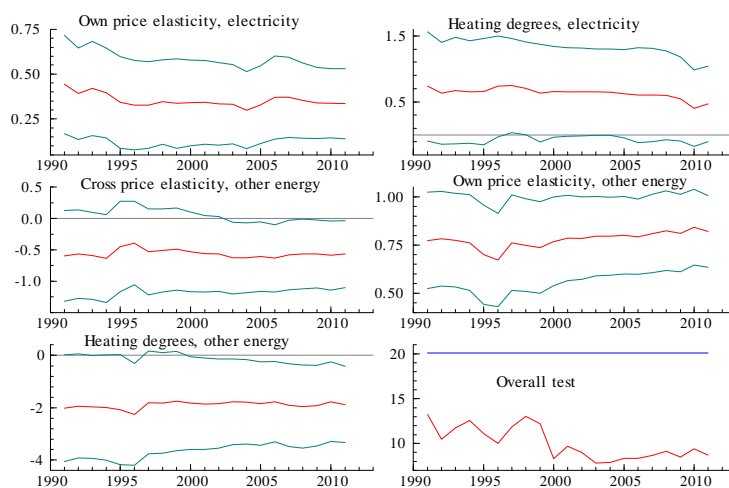 Own price elasticity, electricity
0.75
0.50
0.25
1990 1995 2000 2005 2010
Heating degrees, electricity
1.5
0.5
1990 1995 2000 2005 2010
Cross price elasticity, other energy
0.5
0.0
-0.5
-1.0
1990 1995 2000 2005 2010
Own price elasticity, other energy
1.00
0.75
0.50
1990 1995 2000 2005 2010
Heating degrees, other energy
0
-2
-4
1990 1995 2000 2005 2010
20
Overall test
15
10
1990 1995 2000 2005 2010